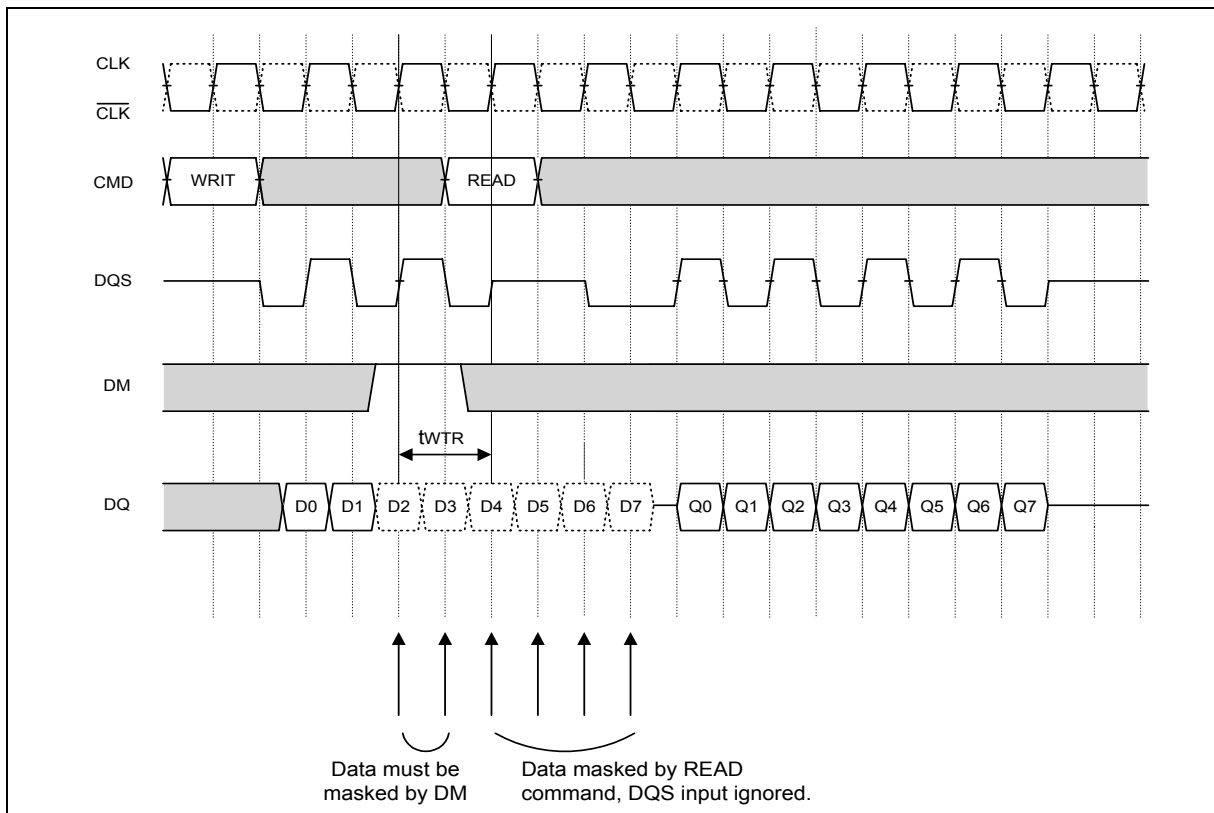 CLK
CLK
CMD WRIT READ
DQS
DM
tWTR
DQ D0 D1 D2 D3 D4 D5 D6 D7 Q0 Q1 Q2 Q3 Q4 Q5 Q6 Q7
Data must be
masked by DM
Data masked by READ
command, DQS input ignored.